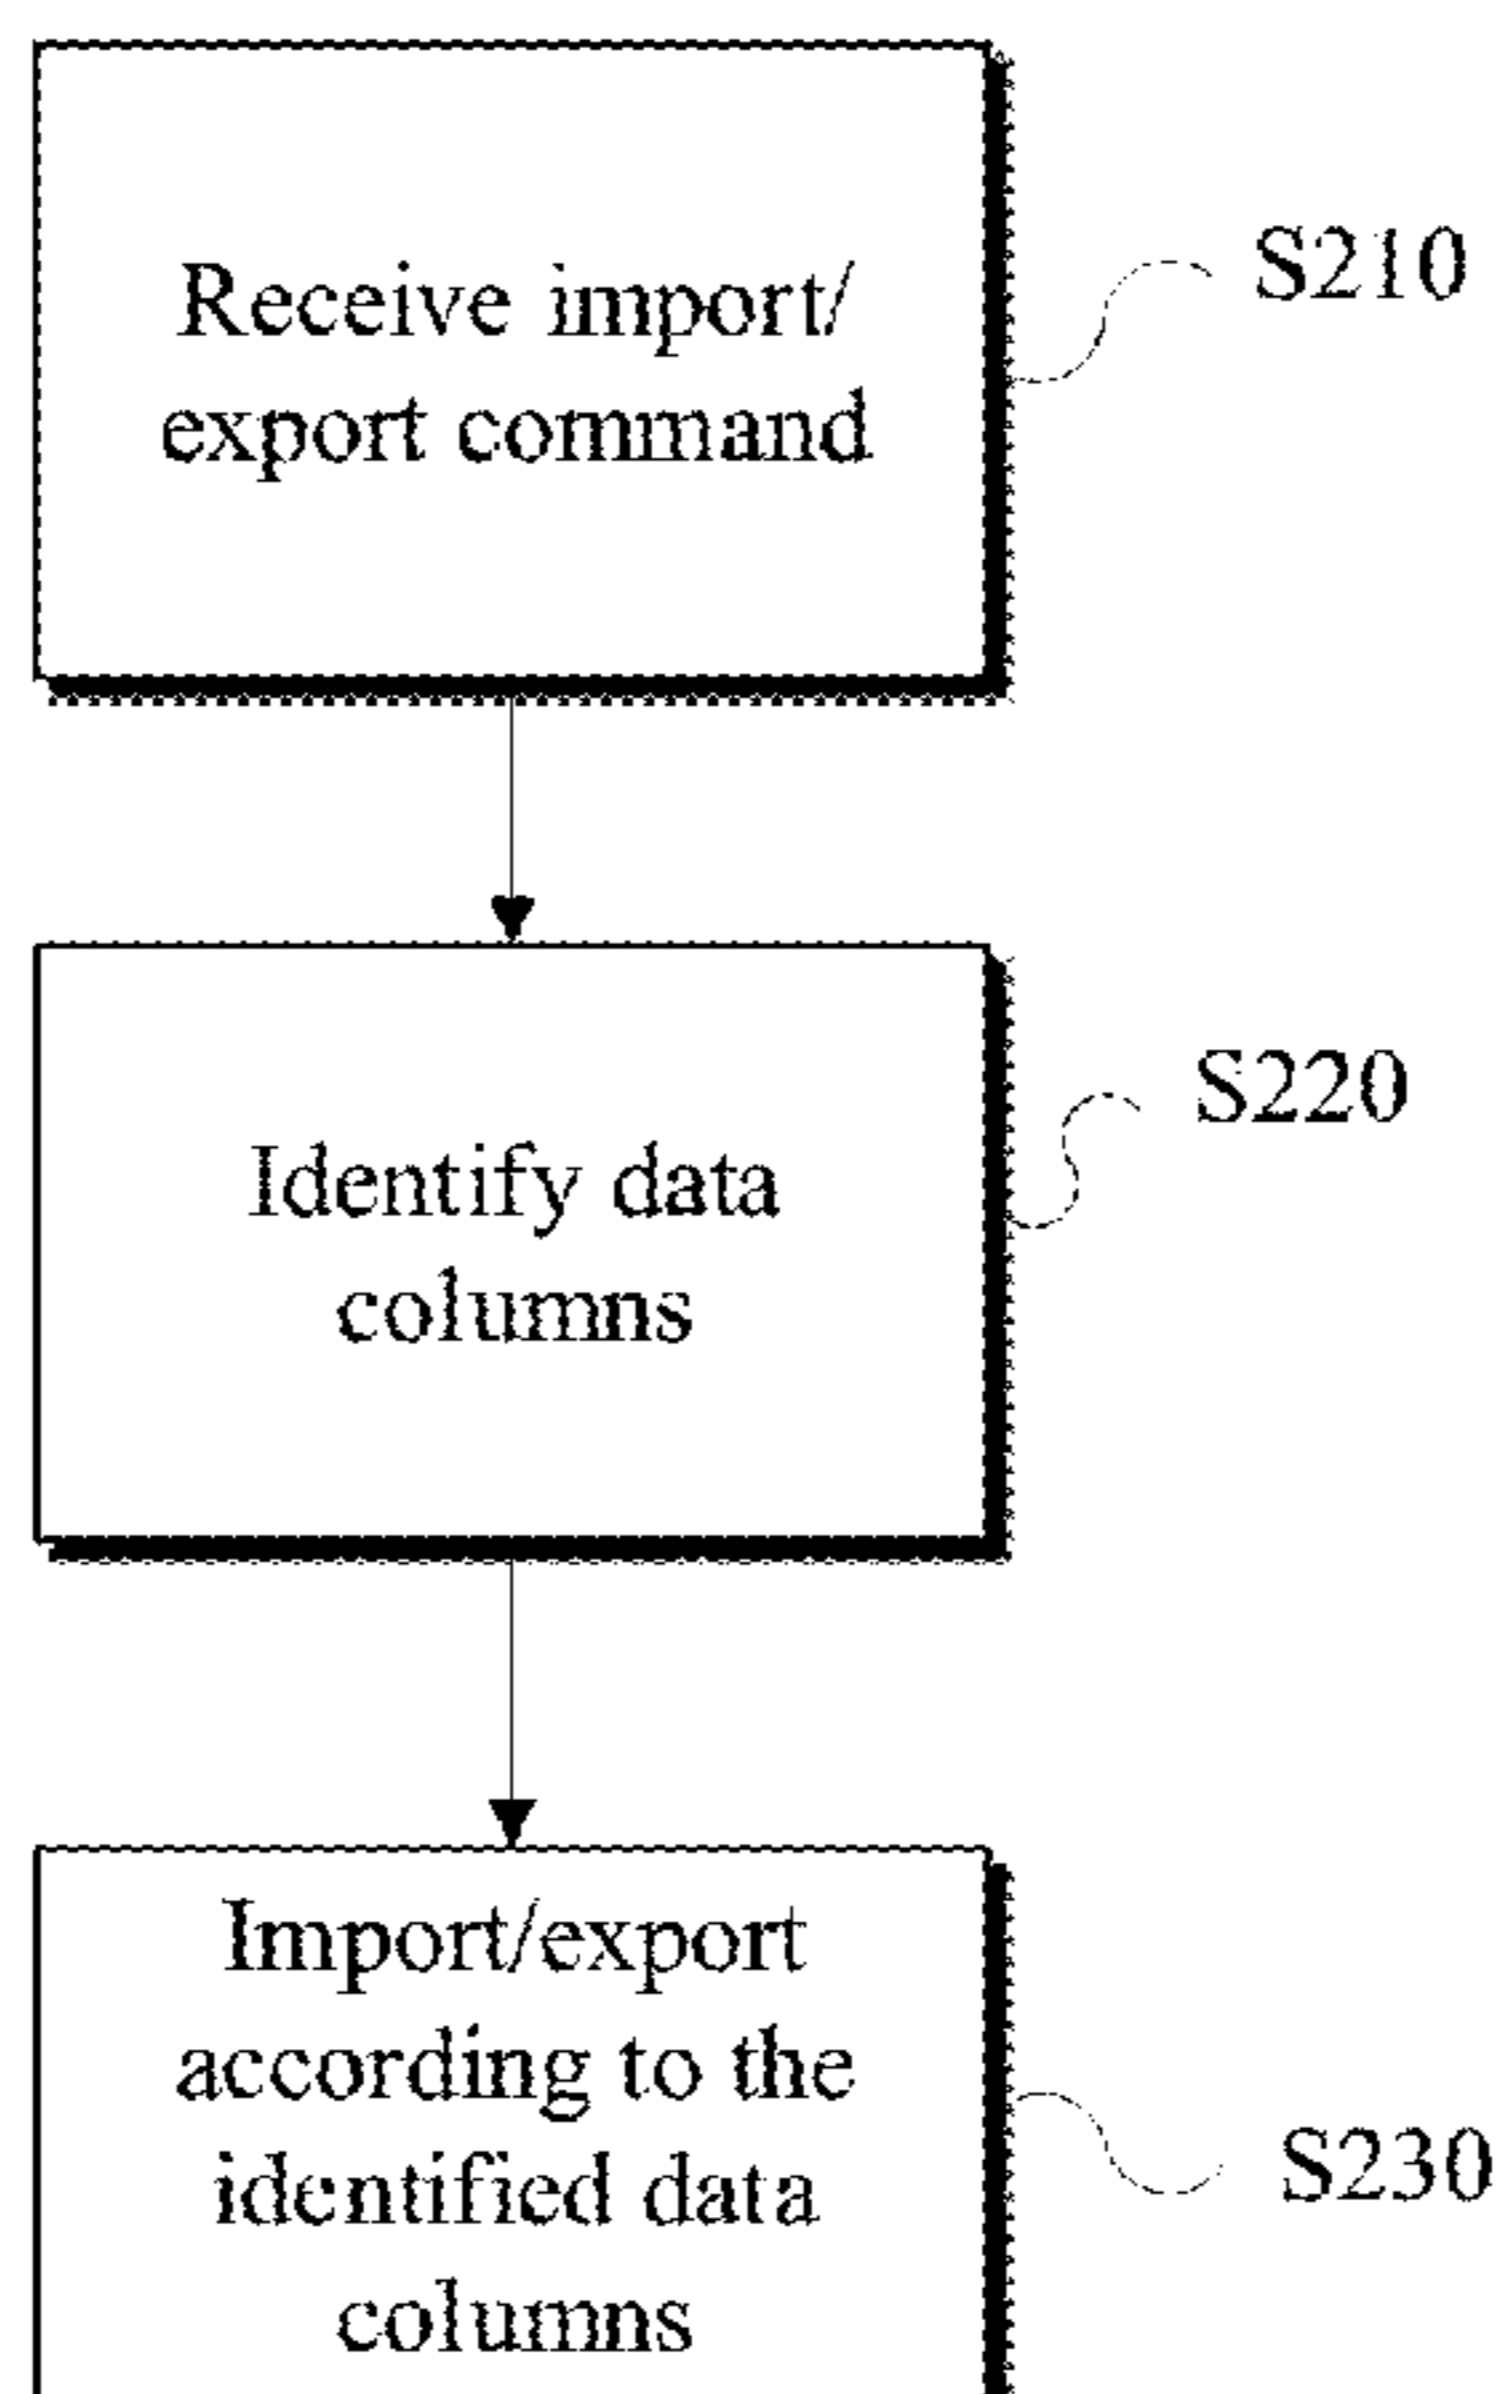 Receive import/
export command
S210
Identify data
columns
S220
Import/export
according to the
identified data
columns
S230